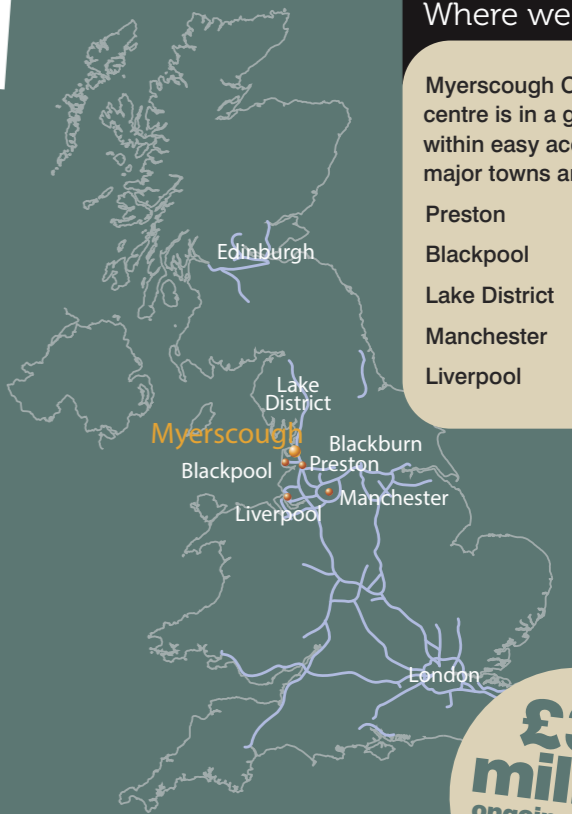 Where we
Myerscough C
centre is in a g
within easy acc
major towns an
Preston
Blackpool
Lake District
Manchester
Liverpool
Edinburgh
Lake
District
Myerscough
Blackburn
Blackpool
Preston
Manchester
Liverpool
London
£
mil
ongoin